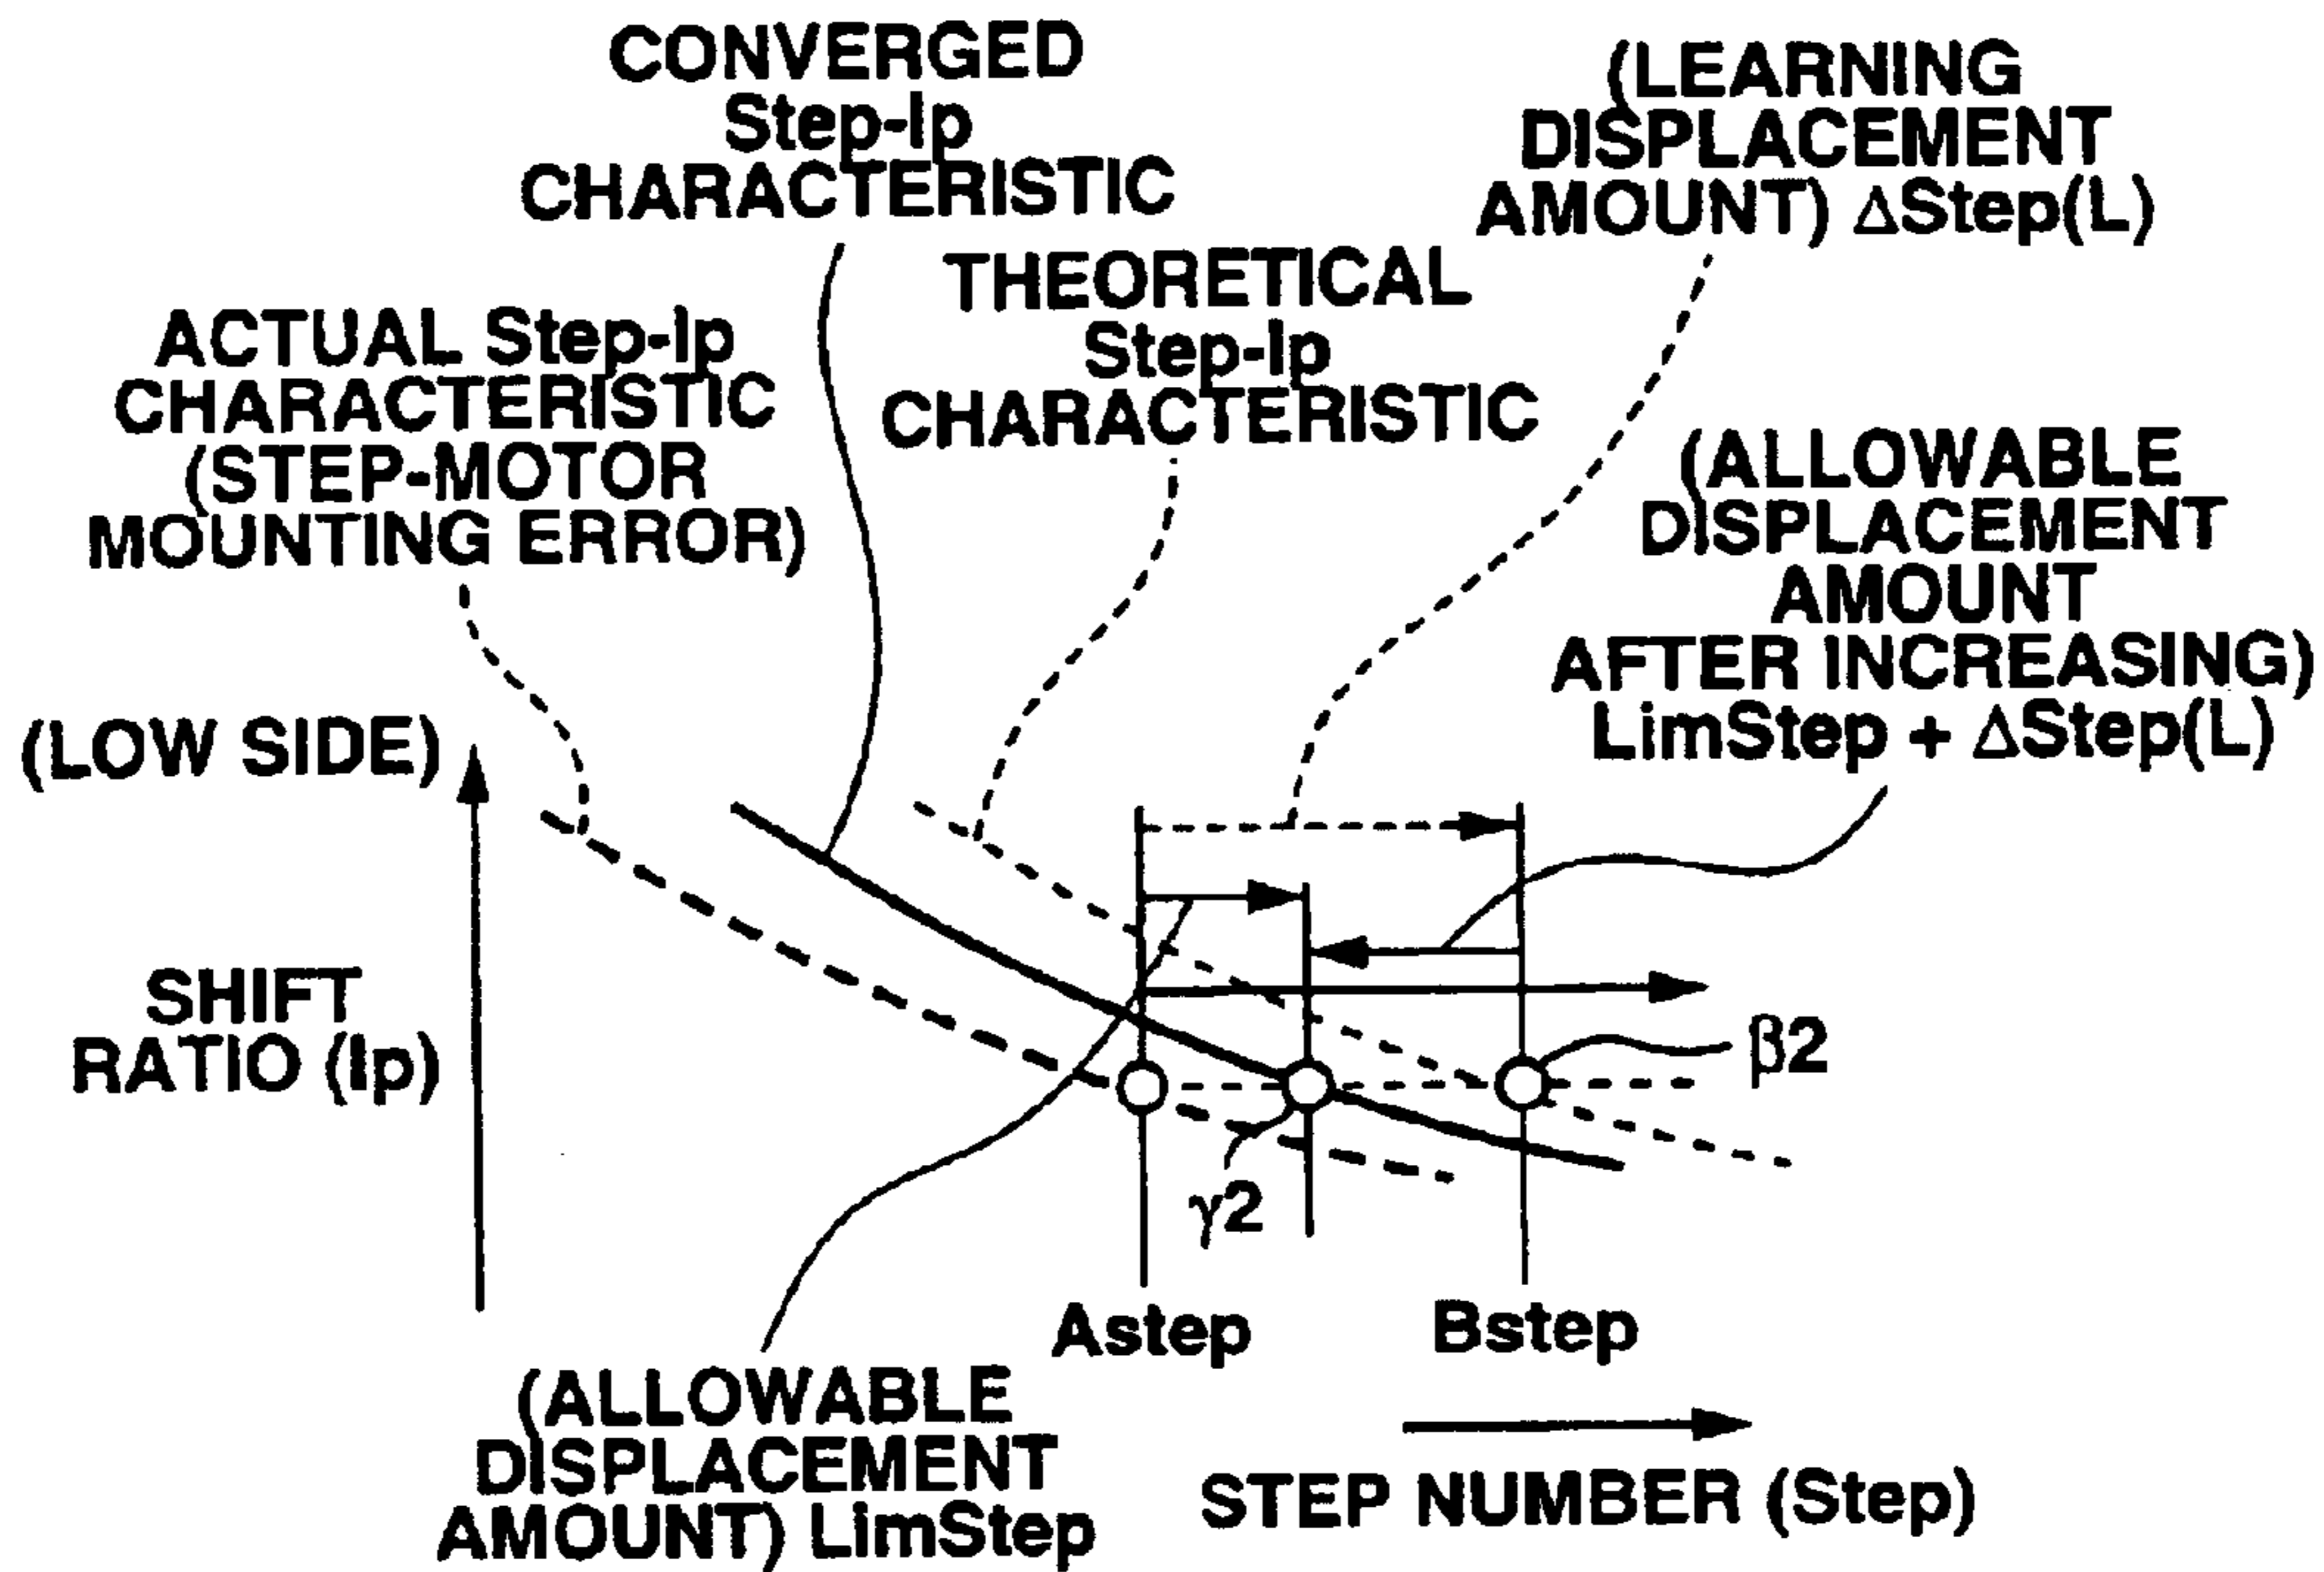 CONVERGED
Step-Ip
CHARACTERISTIC
(LEARNING
DISPLACEMENT
AMOUNT) ΔStep(L)
THEORETICAL
Step-Ip
CHARACTERISTIC
ACTUAL Step-Ip
CHARACTERISTIC
(STEP-MOTOR
MOUNTING ERROR)
(ALLOWABLE
DISPLACEMENT
AMOUNT
AFTER INCREASING)
LimStep + ΔStep(L)
(LOW SIDE)
SHIFT
RATIO (Ip)
β2
γ2
Astep
Bstep
(ALLOWABLE
DISPLACEMENT
AMOUNT) LimStep
STEP NUMBER (Step)